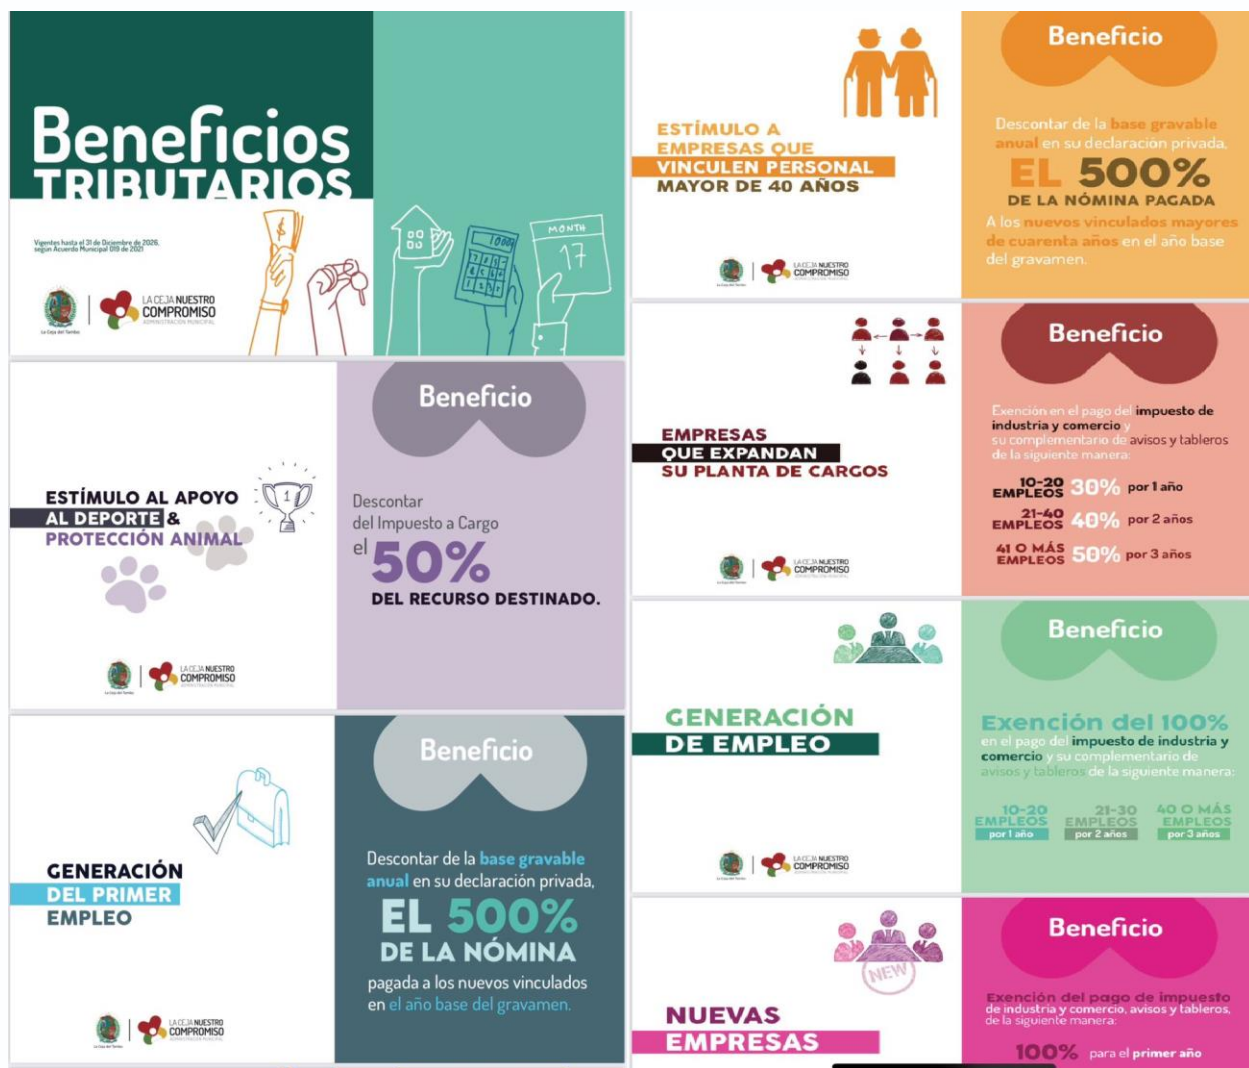 Beneficios
TRIBUTARIOS
Vigentes hasta el 31 de Diciembre de 2026.
según Acuerdo Municipal 019 de 2021
La Ceja del Tambo
LA CEJA NUESTRO
COMPROMISO
ADMINISTRACIÓN MUNICIPAL
$
1000
MONTH
17
ESTÍMULO AL APOYO
AL DEPORTE &
PROTECCIÓN ANIMAL
1
LA CEJA NUESTRO
COMPROMISO
ADMINISTRACIÓN MUNICIPAL
Beneficio
Descontar
del Impuesto a Cargo
el 50%
DEL RECURSO DESTINADO.
GENERACIÓN
DEL PRIMER
EMPLEO
LA CEJA NUESTRO
COMPROMISO
ADMINISTRACIÓN MUNICIPAL
Beneficio
Descontar de la base gravable
anual en su declaración privada,
EL 500%
DE LA NÓMINA
pagada a los nuevos vinculados
en el año base del gravamen.
ESTÍMULO A
EMPRESAS QUE
VINCULEN PERSONAL
MAYOR DE 40 AÑOS
LA CEJA NUESTRO
COMPROMISO
Beneficio
Descontar de la base gravable
anual en su declaración privada,
EL 500%
DE LA NÓMINA PAGADA
A los nuevos vinculados mayores
de cuarenta años en el año base
del gravamen.
EMPRESAS
QUE EXPANDAN
SU PLANTA DE CARGOS
LA CEJA NUESTRO
COMPROMISO
Beneficio
Exención en el pago del impuesto de
industria y comercio y
su complementario de avisos y tableros
de la siguiente manera:
10-20
EMPLEOS 30% por 1 año
21-40
EMPLEOS 40% por 2 años
41 O MÁS
EMPLEOS 50% por 3 años
GENERACIÓN
DE EMPLEO
LA CEJA NUESTRO
COMPROMISO
Beneficio
Exención del 100%
en el pago del impuesto de industria y
comercio y su complementario de
avisos y tableros de la siguiente manera:
10-20
EMPLEOS
por 1 año
21-30
EMPLEOS
por 2 años
40 O MÁS
EMPLEOS
por 3 años
NEW
NUEVAS
EMPRESAS
Beneficio
Exención del pago de impuesto
de industria y comercio, avisos y tableros,
de la siguiente manera:
100% para el primer año